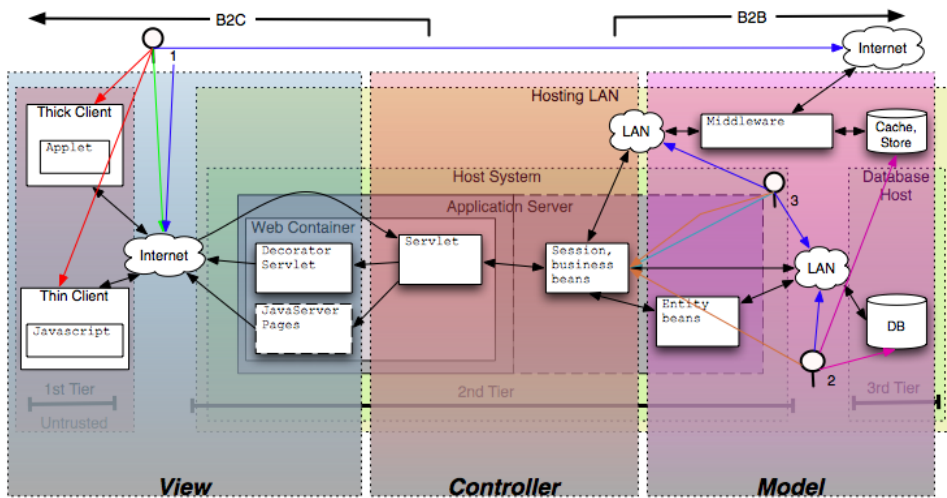 B2C
B2B
1
Internet
Hosting LAN
Thick Client
Applet
LAN
Middleware
Cache,
Store
Host System
Database
Host
3
Application Server
Web Container
Internet
Decorator
Servlet
Servlet
Session,
business
beans
LAN
Thin Client
Javascript
JavaServer
Pages
Entity
beans
DB
2
1st Tier
2nd Tier
3rd Tier
Untrusted
View
Controller
Model